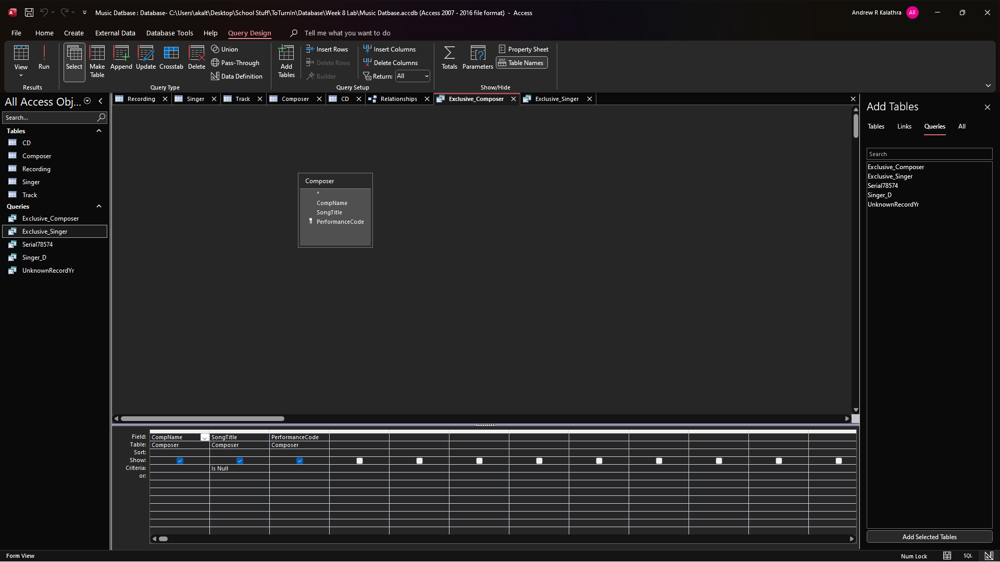 Music Datbase : Database- C:\Users\akalt\Desktop\School Stuff\ToTurnIn\Database\Week 8 Lab\Music Datbase.accdb (Access 2007 - 2016 file format) - Access
Andrew R Kalathra
AR
File Home Create External Data Database Tools Help Query Design Tell me what you want to do
View
Run
Results
Select
Make Table
Append
Update
Crosstab
Delete
Union
Pass-Through
Data Definition
Query Type
Add Tables
Insert Rows
Delete Rows
Builder
Insert Columns
Delete Columns
Return: All
Query Setup
Totals
Parameters
Property Sheet
XYZ Table Names
Show/Hide
All Access Obj...
Search...
Tables
CD
Composer
Recording
Singer
Track
Queries
Exclusive_Composer
Exclusive_Singer
Serial78574
Singer_D
UnknownRecordYr
Recording Singer Track Composer CD Relationships Exclusive_Composer Exclusive_Singer
Composer
*
CompName
SongTitle
PerformanceCode
Field: CompName SongTitle PerformanceCode
Table: Composer Composer Composer
Sort:
Show:
Criteria: Is Null
or:
Add Tables
Tables Links Queries All
Search
Exclusive_Composer
Exclusive_Singer
Serial78574
Singer_D
UnknownRecordYr
Add Selected Tables
Form View
Num Lock
SQL